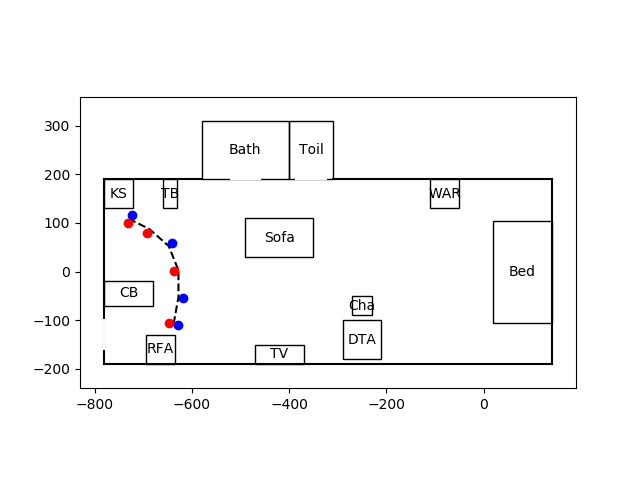 300
200
100
0
−100
−200
Bath
Toil
KS
TB
WAR
Sofa
Bed
CB
Cha
DTA
RFA
TV
−800
−600
−400
−200
0